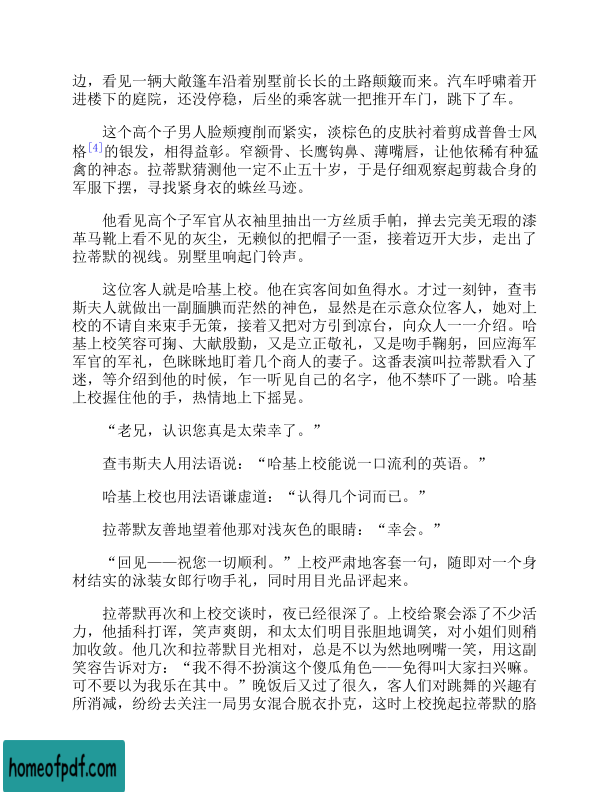 边，看见一辆大敞篷车沿着别墅前长长的土路颠簸而来。汽车呼啸着开
进楼下的庭院，还没停稳，后坐的乘客就一把推开车门，跳下了车。
这个高个子男人脸颊瘦削而紧实，淡棕色的皮肤衬着剪成普鲁士风
格[4]的银发，相得益彰。窄额骨、长鹰钩鼻、薄嘴唇，让他依稀有种猛
禽的神态。拉蒂默猜测他一定不止五十岁，于是仔细观察起剪裁合身的
军服下摆，寻找紧身衣的蛛丝马迹。
他看见高个子军官从衣袖里抽出一方丝质手帕，掸去完美无瑕的漆
革马靴上看不见的灰尘，无赖似的把帽子一歪，接着迈开大步，走出了
拉蒂默的视线。别墅里响起门铃声。
这位客人就是哈基上校。他在宾客间如鱼得水。才过一刻钟，查韦
斯夫人就做出一副腼腆而茫然的神色，显然是在示意众位客人，她对上
校的不请自来束手无策，接着又把对方引到凉台，向众人一一介绍。哈
基上校笑容可掬、大献殷勤，又是立正敬礼，又是吻手鞠躬，回应海军
军官的军礼，色眯眯地盯着几个商人的妻子。这番表演叫拉蒂默看入了
迷，等介绍到他的时候，乍一听见自己的名字，他不禁吓了一跳。哈基
上校握住他的手，热情地上下摇晃。
“老兄，认识您真是太荣幸了。”
查韦斯夫人用法语说：“哈基上校能说一口流利的英语。”
哈基上校也用法语谦虚道：“认得几个词而已。”
拉蒂默友善地望着他那对浅灰色的眼睛：“幸会。”
“回见——祝您一切顺利。”上校严肃地客套一句，随即对一个身
材结实的泳装女郎行吻手礼，同时用目光品评起来。
拉蒂默再次和上校交谈时，夜已经很深了。上校给聚会添了不少活
力，他插科打诨，笑声爽朗，和太太们明目张胆地调笑，对小姐们则稍
加收敛。他几次和拉蒂默目光相对，总是不以为然地咧嘴一笑，用这副
笑容告诉对方：“我不得不扮演这个傻瓜角色——免得叫大家扫兴嘛。
可不要以为我乐在其中。”晚饭后又过了很久，客人们对跳舞的兴趣有
所消减，纷纷去关注一局男女混合脱衣扑克，这时上校挽起拉蒂默的胳
homeofpdf.com